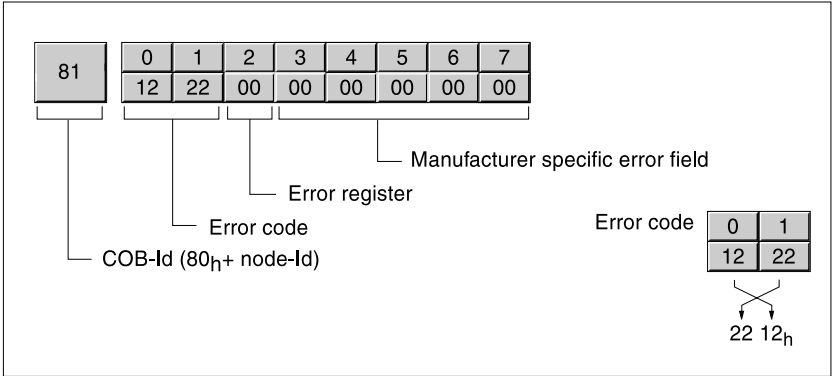 81
0 1 2 3 4 5 6 7
12 22 00 00 00 00 00 00
Manufacturer specific error field
Error register
Error code
COB-Id (80h+ node-Id)
Error code
0 1
12 22
22 12h